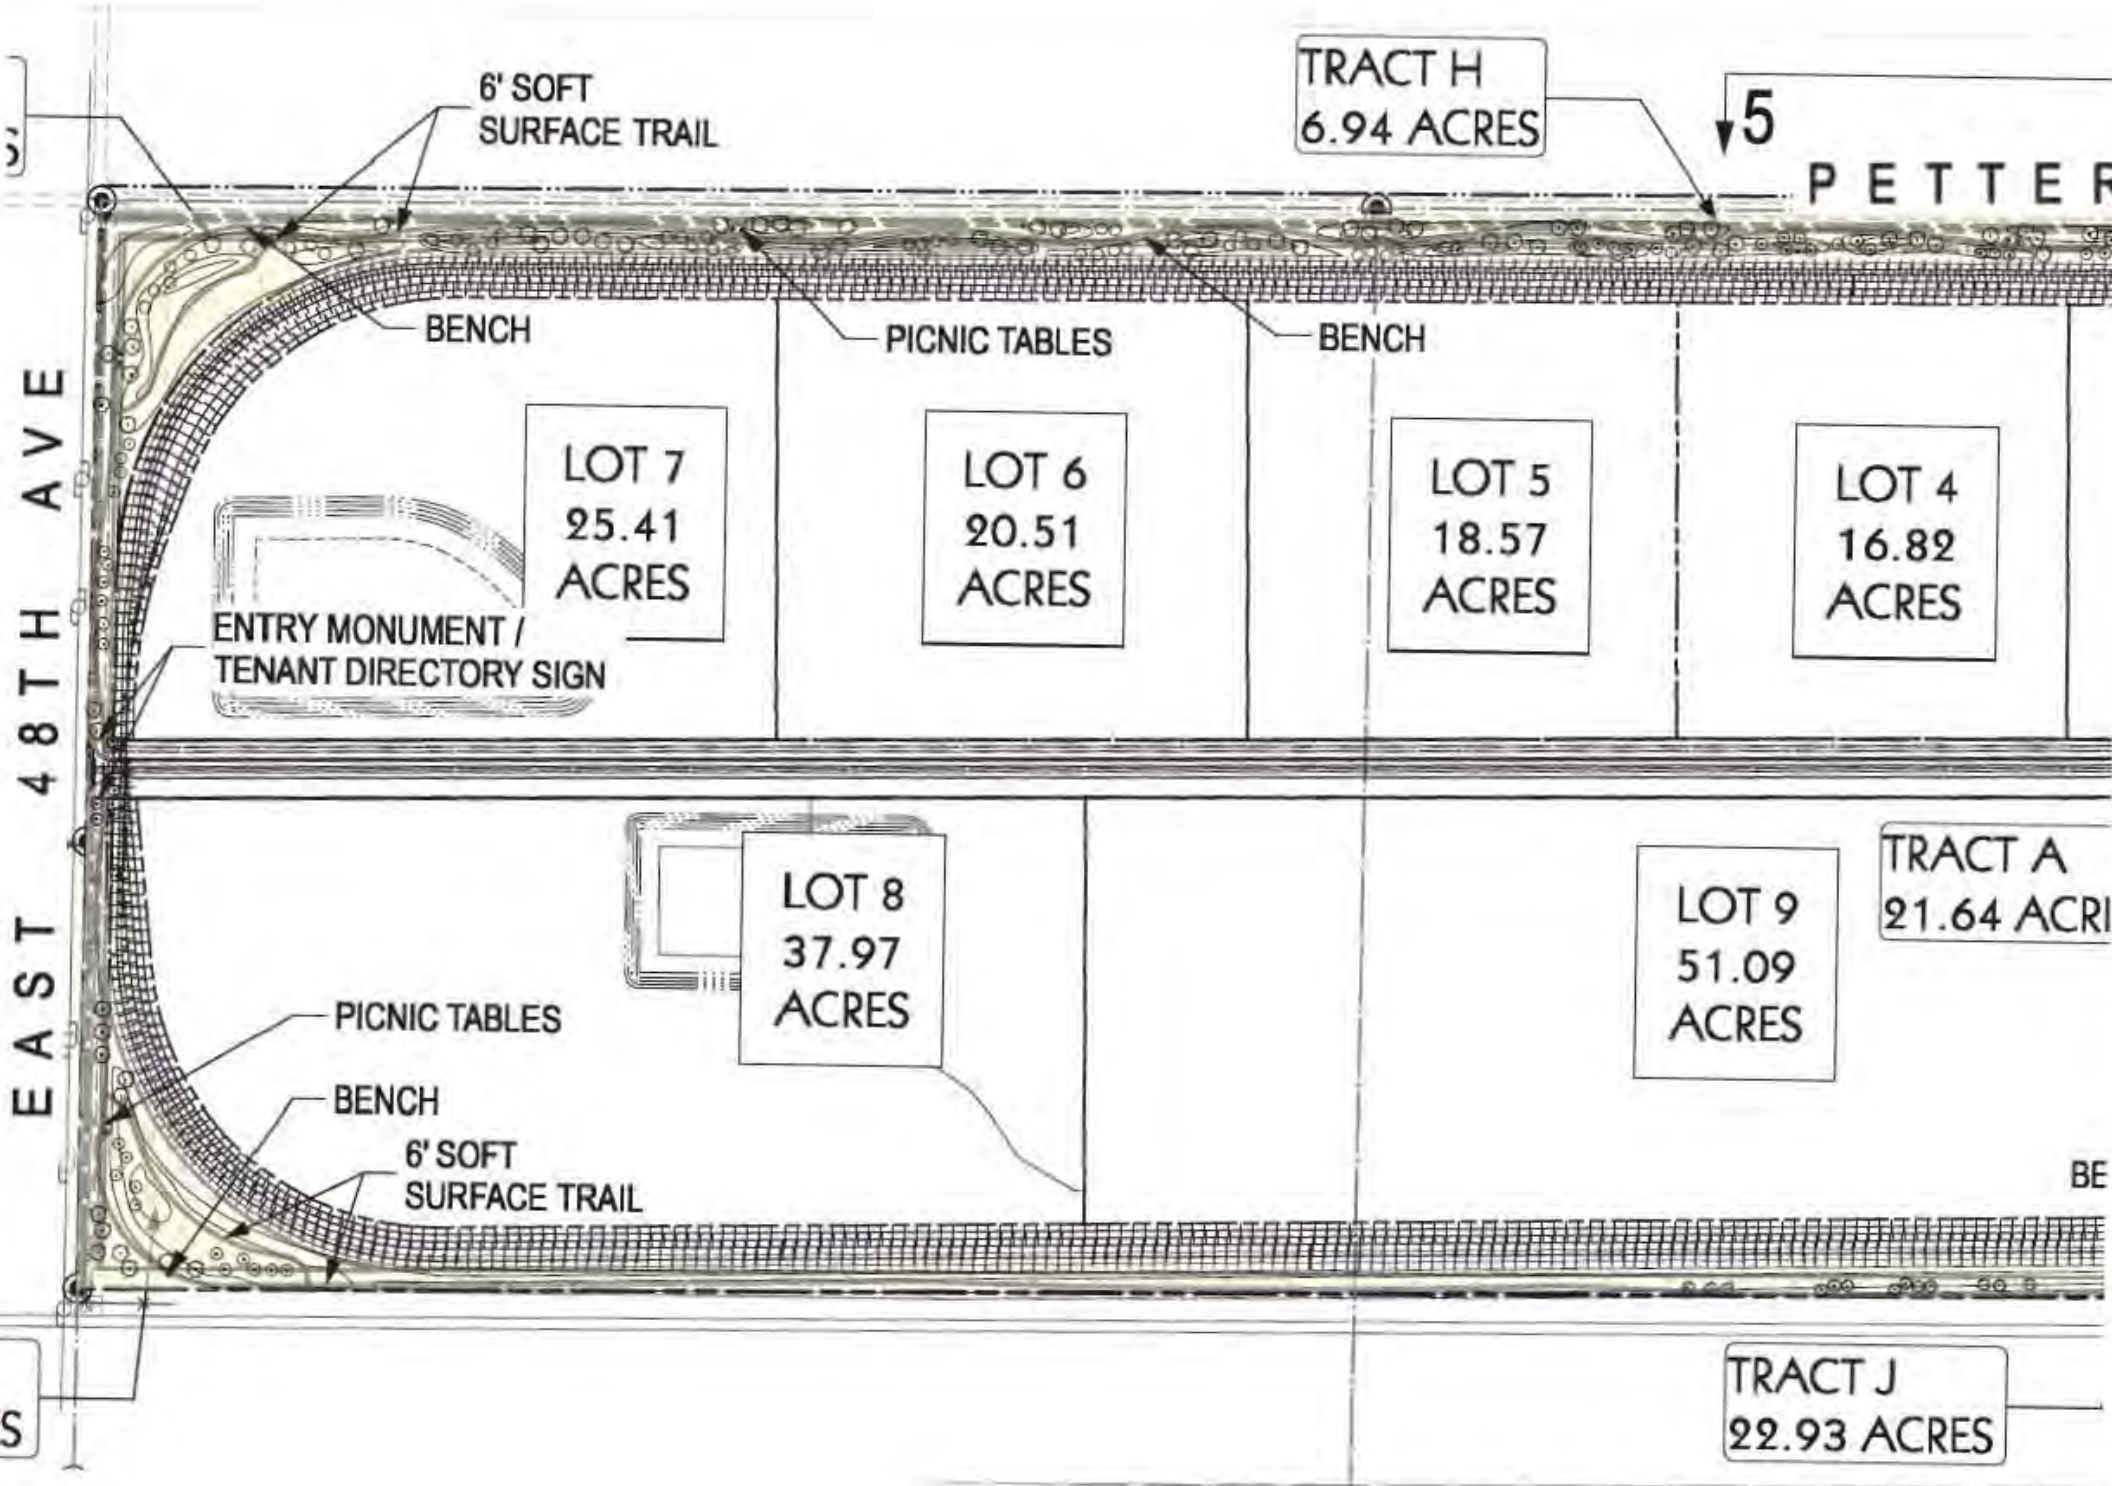 6' SOFT
SURFACE TRAIL
TRACT H
6.94 ACRES
5
PETTER
BENCH
PICNIC TABLES
BENCH
EAST 48TH AVE
LOT 7
25.41
ACRES
LOT 6
20.51
ACRES
LOT 5
18.57
ACRES
LOT 4
16.82
ACRES
ENTRY MONUMENT /
TENANT DIRECTORY SIGN
LOT 8
37.97
ACRES
LOT 9
51.09
ACRES
TRACT A
21.64 ACRI
PICNIC TABLES
BENCH
6' SOFT
SURFACE TRAIL
BE
TRACT J
22.93 ACRES
S